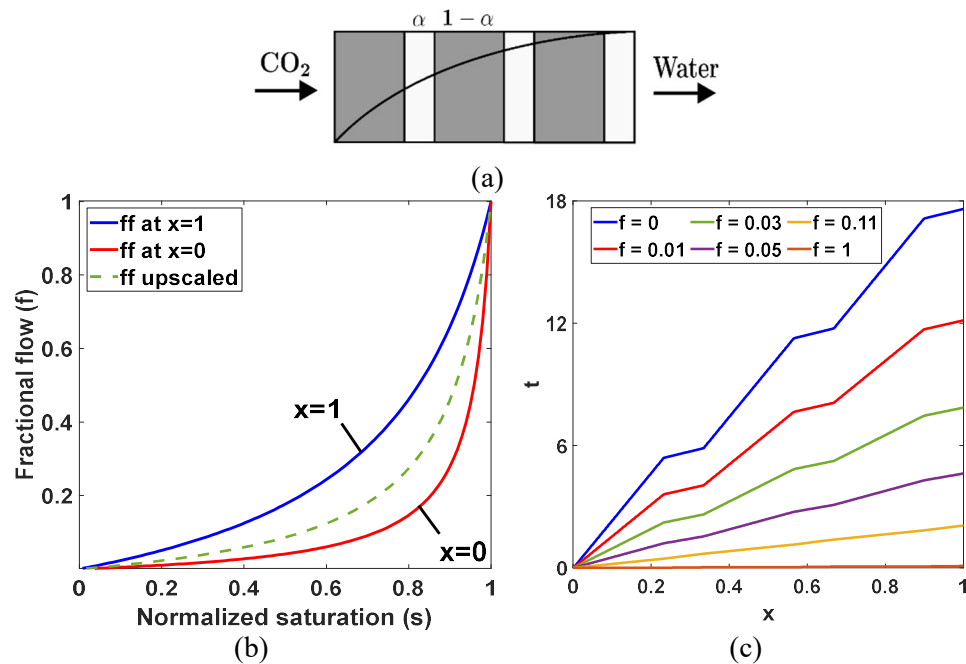 α 1 − α
CO₂
Water
(a)
1
0.8
0.6
0.4
0.2
0
0.2
0.4
0.6
0.8
1
Fractional flow (f)
Normalized saturation (s)
ff at x=1
ff at x=0
ff upscaled
x=1
x=0
(b)
18
12
6
0
0
0.2
0.4
0.6
0.8
1
t
x
f = 0
f = 0.03
f = 0.11
f = 0.01
f = 0.05
f = 1
(c)